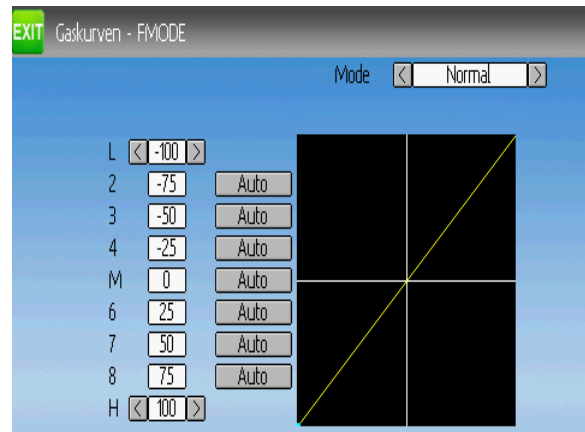 EXIT Gaskurven - FMODE
Mode < Normal >
L < -100 >
2 -75 Auto
3 -50 Auto
4 -25 Auto
M 0 Auto
6 25 Auto
7 50 Auto
8 75 Auto
H < 100 >